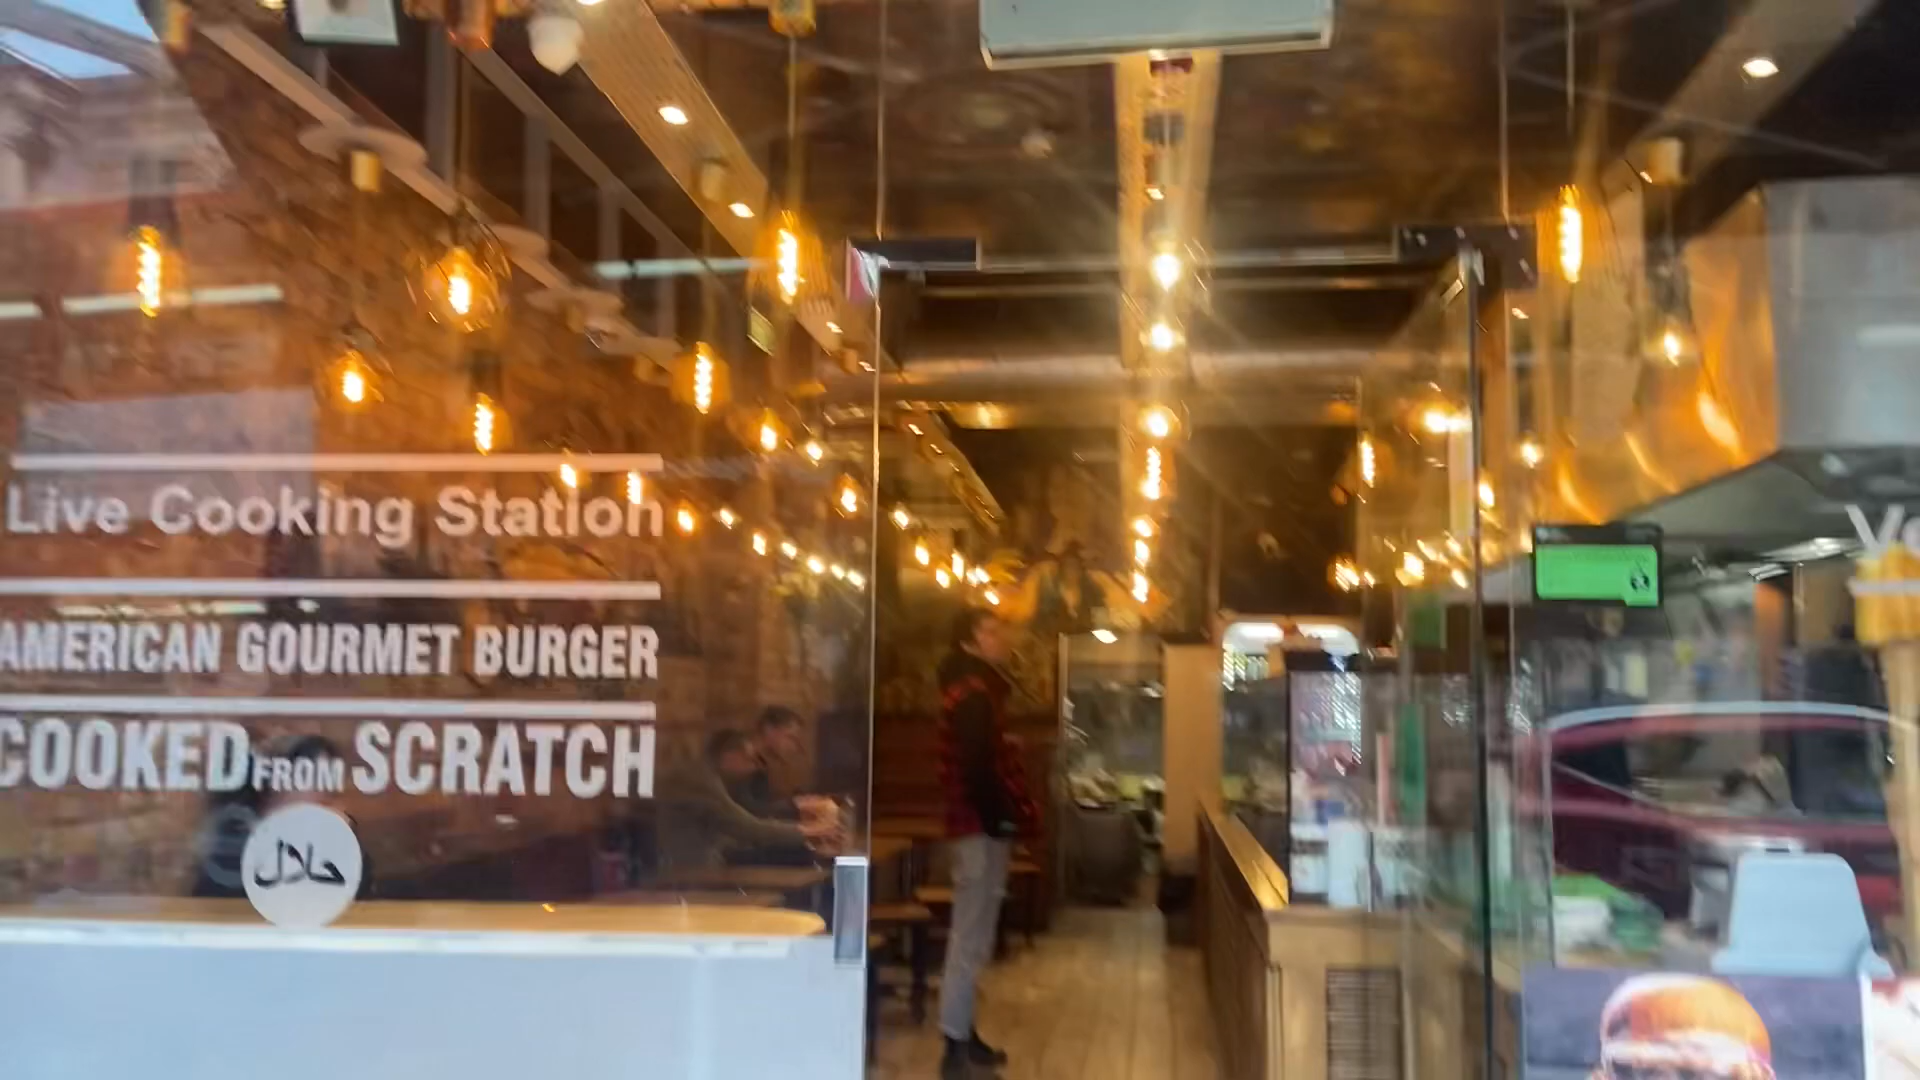 Live Cooking Station
AMERICAN GOURMET BURGER
COOKED FROM SCRATCH
حلال